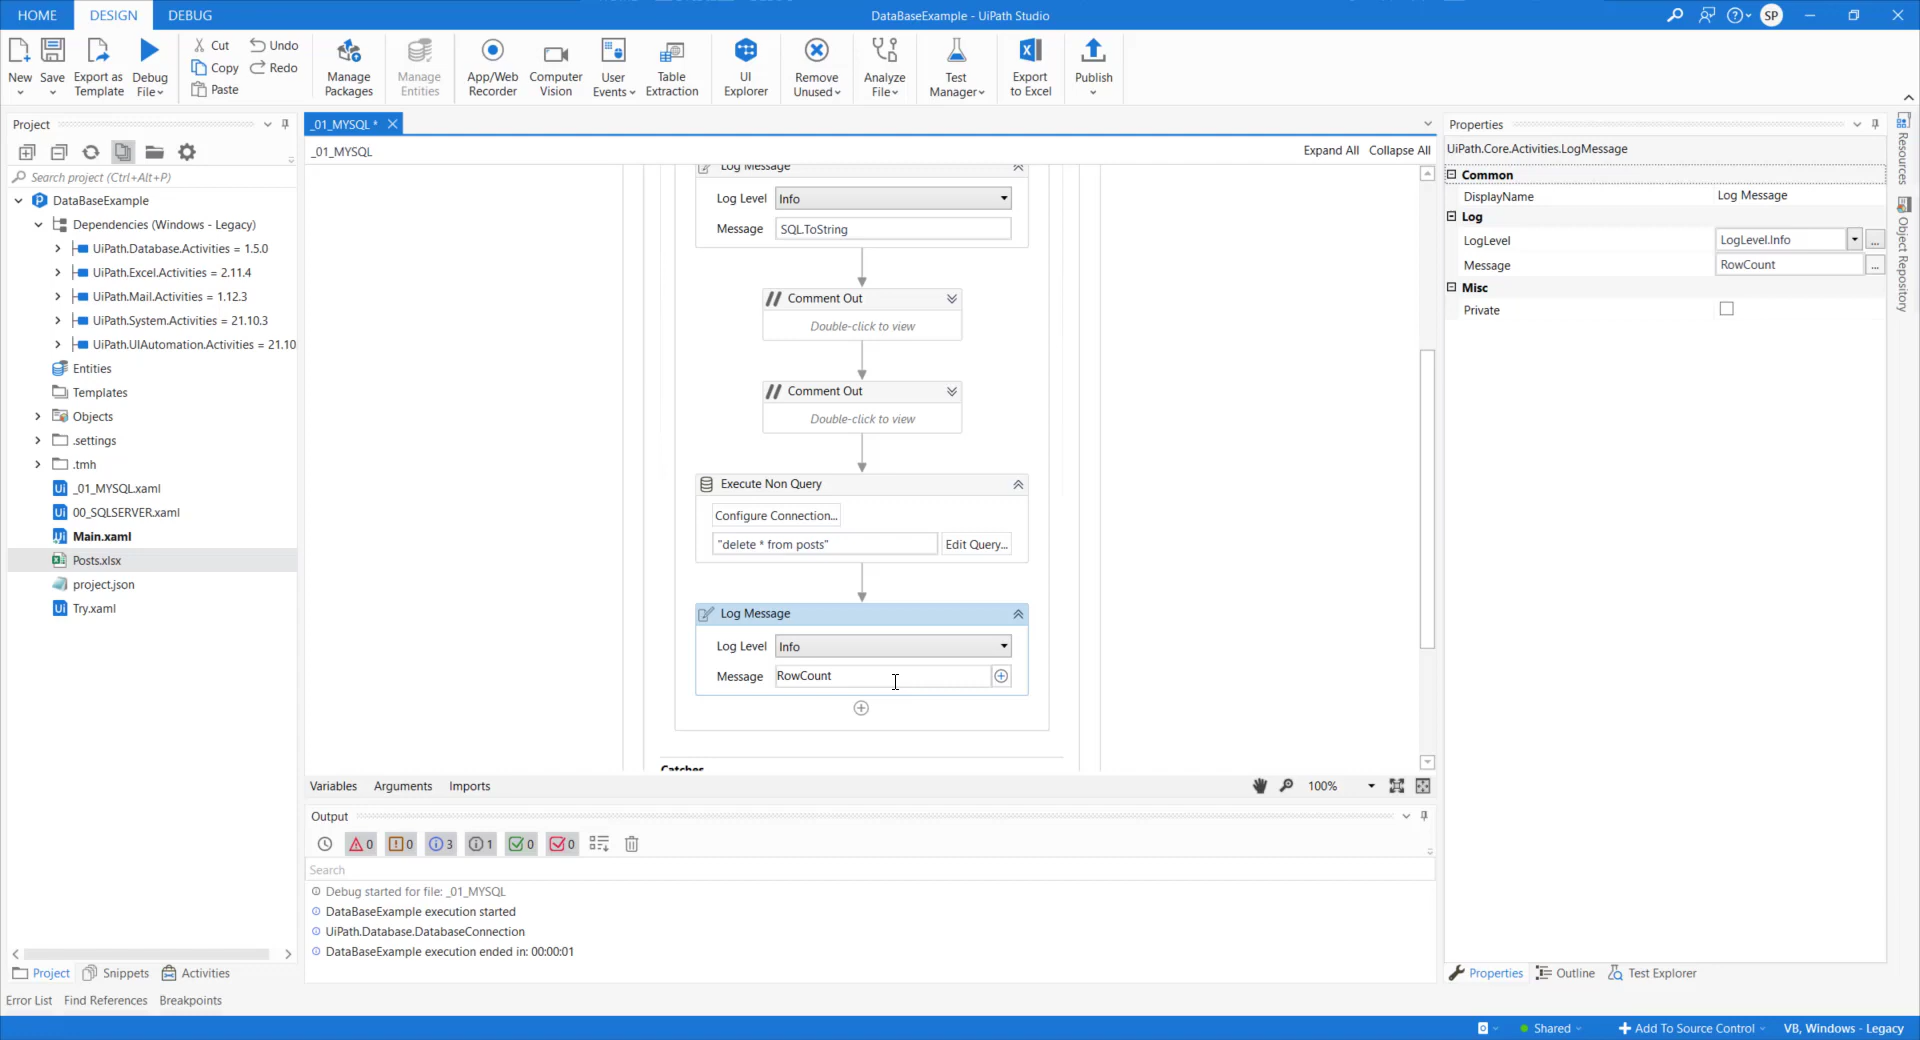 HOME DESIGN DEBUG
DataBaseExample - UiPath Studio
SP
New
Save
Export as
Template
Debug
File
Cut
Copy
Paste
Undo
Redo
Manage
Packages
Manage
Entities
App/Web
Recorder
Computer
Vision
User
Events
Table
Extraction
UI
Explorer
Remove
Unused
Analyze
File
Test
Manager
Export
to Excel
Publish
Project
Search project (Ctrl+Alt+P)
DataBaseExample
Dependencies (Windows - Legacy)
UiPath.Database.Activities = 1.5.0
UiPath.Excel.Activities = 2.11.4
UiPath.Mail.Activities = 1.12.3
UiPath.System.Activities = 21.10.3
UiPath.UIAutomation.Activities = 21.10
Entities
Templates
Objects
.settings
.tmh
_01_MYSQL.xaml
00_SQLSERVER.xaml
Main.xaml
Posts.xlsx
project.json
Try.xaml
Project Snippets Activities
_01_MYSQL *
_01_MYSQL
Expand All Collapse All
Log Message
Log Level Info
Message SQL.ToString
Comment Out
Double-click to view
Comment Out
Double-click to view
Execute Non Query
Configure Connection...
"delete * from posts" Edit Query...
Log Message
Log Level Info
Message RowCount
Catches
Variables Arguments Imports
100%
Output
0 0 3 1 0 0
Search
Debug started for file: _01_MYSQL
DataBaseExample execution started
UiPath.Database.DatabaseConnection
DataBaseExample execution ended in: 00:00:01
Properties
UiPath.Core.Activities.LogMessage
Common
DisplayName Log Message
Log
LogLevel LogLevel.Info ...
Message RowCount ...
Misc
Private
Properties Outline Test Explorer
Resources
Object Repository
Error List Find References Breakpoints
Shared Add To Source Control VB, Windows - Legacy